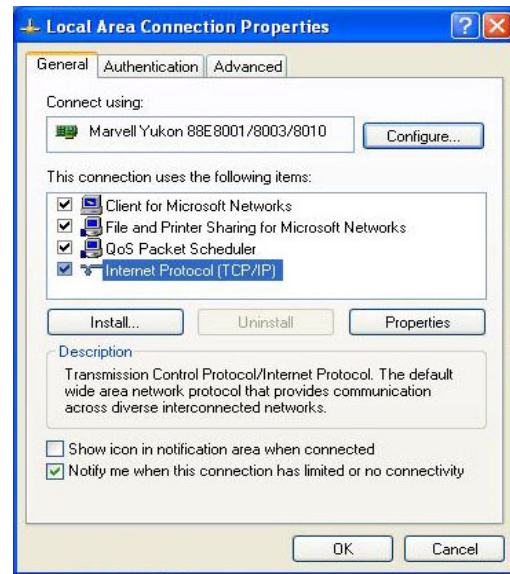 Local Area Connection Properties
General Authentication Advanced
Connect using:
Marvell Yukon 88E8001/8003/8010 Configure...
This connection uses the following items:
Client for Microsoft Networks
File and Printer Sharing for Microsoft Networks
QoS Packet Scheduler
Internet Protocol (TCP/IP)
Install... Uninstall Properties
Description
Transmission Control Protocol/Internet Protocol. The default
wide area network protocol that provides communication
across diverse interconnected networks.
Show icon in notification area when connected
Notify me when this connection has limited or no connectivity
OK Cancel